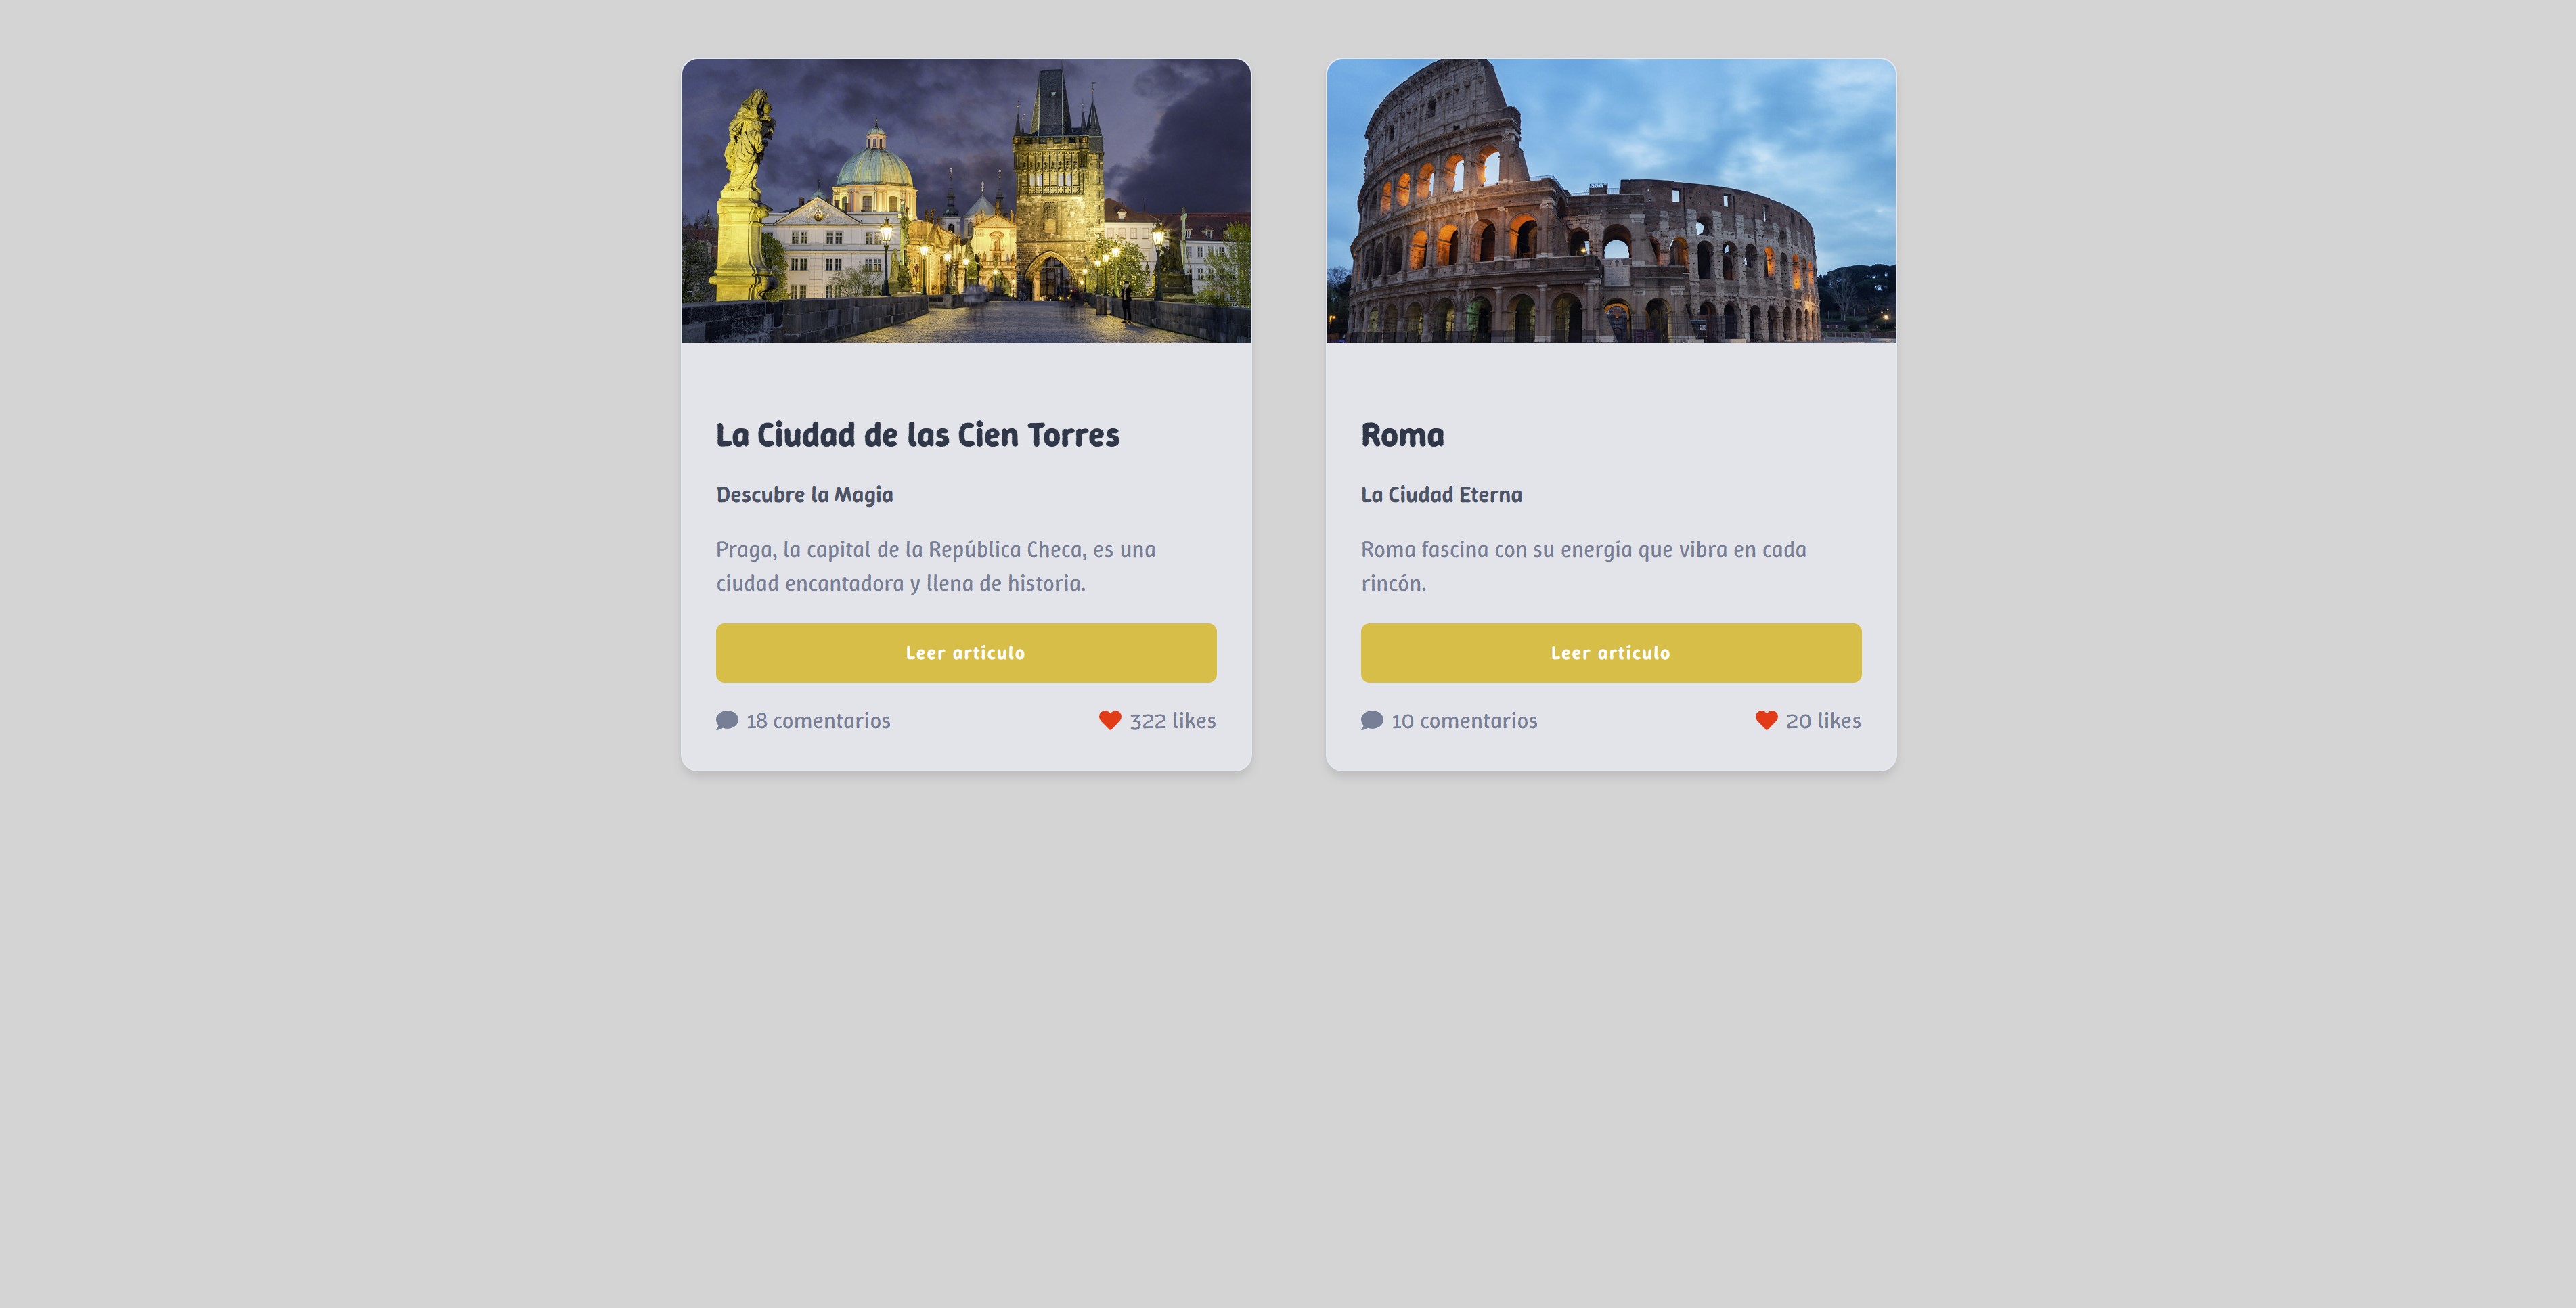 La Ciudad de las Cien Torres
Descubre la Magia
Praga, la capital de la República Checa, es una
ciudad encantadora y llena de historia.
Leer artículo
18 comentarios
322 likes
Roma
La Ciudad Eterna
Roma fascina con su energía que vibra en cada
rincón.
Leer artículo
10 comentarios
20 likes